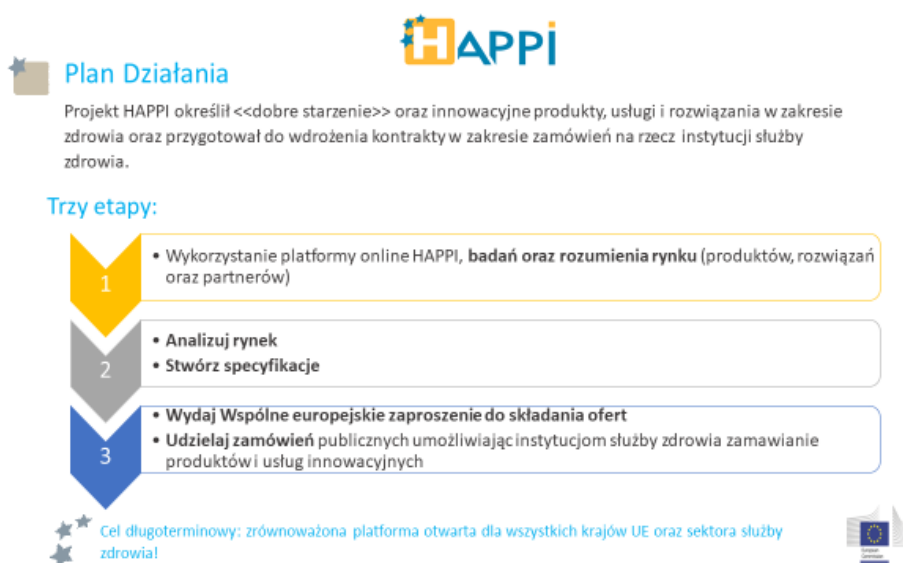 HAPPI
Plan Działania
Projekt HAPPI określił <<dobre starzenie>> oraz innowacyjne produkty, usługi i rozwiązania w zakresie
zdrowia oraz przygotował do wdrożenia kontrakty w zakresie zamówień na rzecz instytucji służby
zdrowia.
Trzy etapy:
1
• Wykorzystanie platformy online HAPPI, badań oraz rozumienia rynku (produktów, rozwiązań
oraz partnerów)
2
• Analizuj rynek
• Stwórz specyfikacje
3
• Wydaj Wspólne europejskie zaproszenie do składania ofert
• Udzielaj zamówień publicznych umożliwiając instytucjom służby zdrowia zamawianie
produktów i usług innowacyjnych
Cel długoterminowy: zrównoważona platforma otwarta dla wszystkich krajów UE oraz sektora służby
zdrowia!
European
Commission